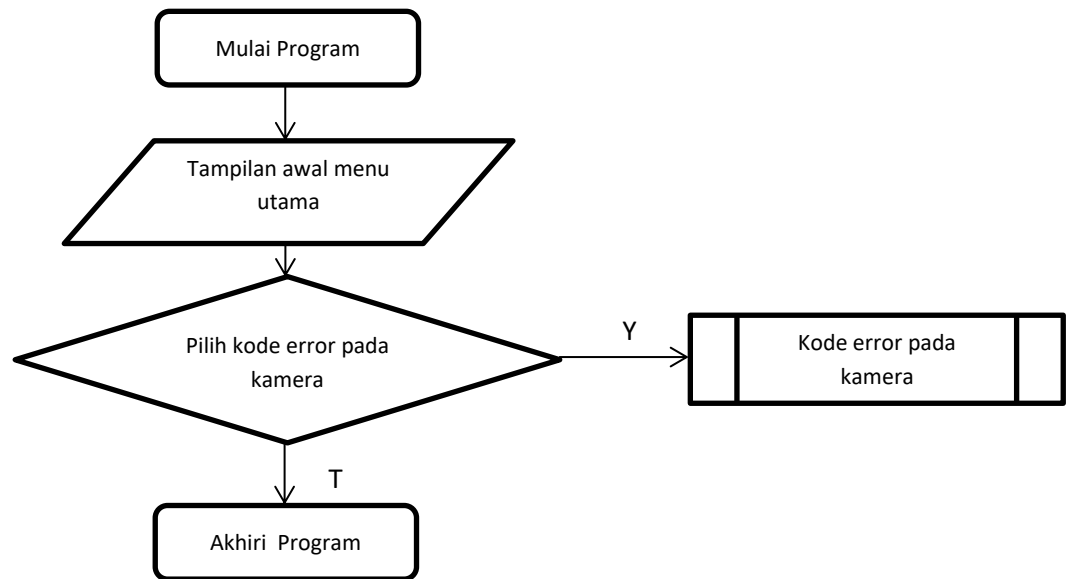 Mulai Program
Tampilan awal menu
utama
Pilih kode error pada
kamera
Y
Kode error pada
kamera
T
Akhiri  Program